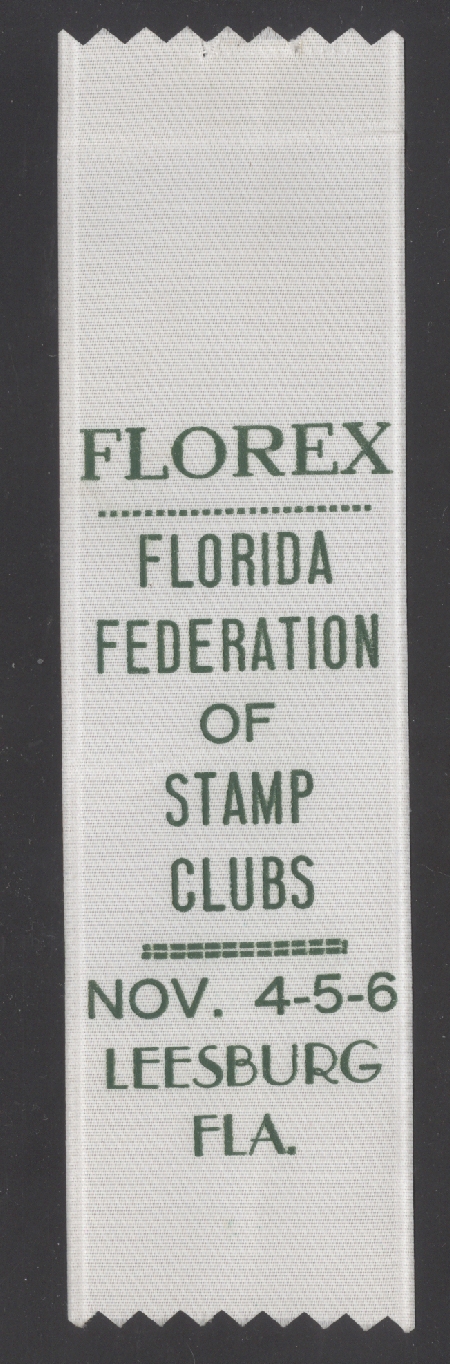 FLOREX
FLORIDA
FEDERATION
OF
STAMP
CLUBS
NOV. 4-5-6
LEESBURG
FLA.